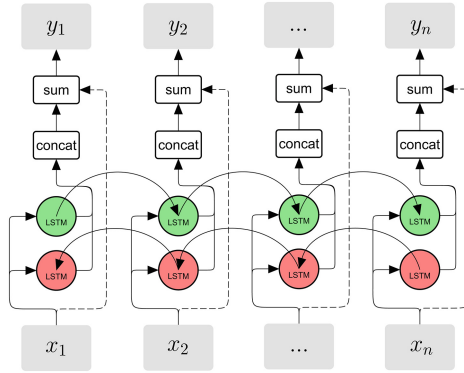 y₁ y₂ ... yₙ
sum sum sum sum
concat concat concat concat
LSTM LSTM LSTM LSTM
LSTM LSTM LSTM LSTM
x₁ x₂ ... xₙ